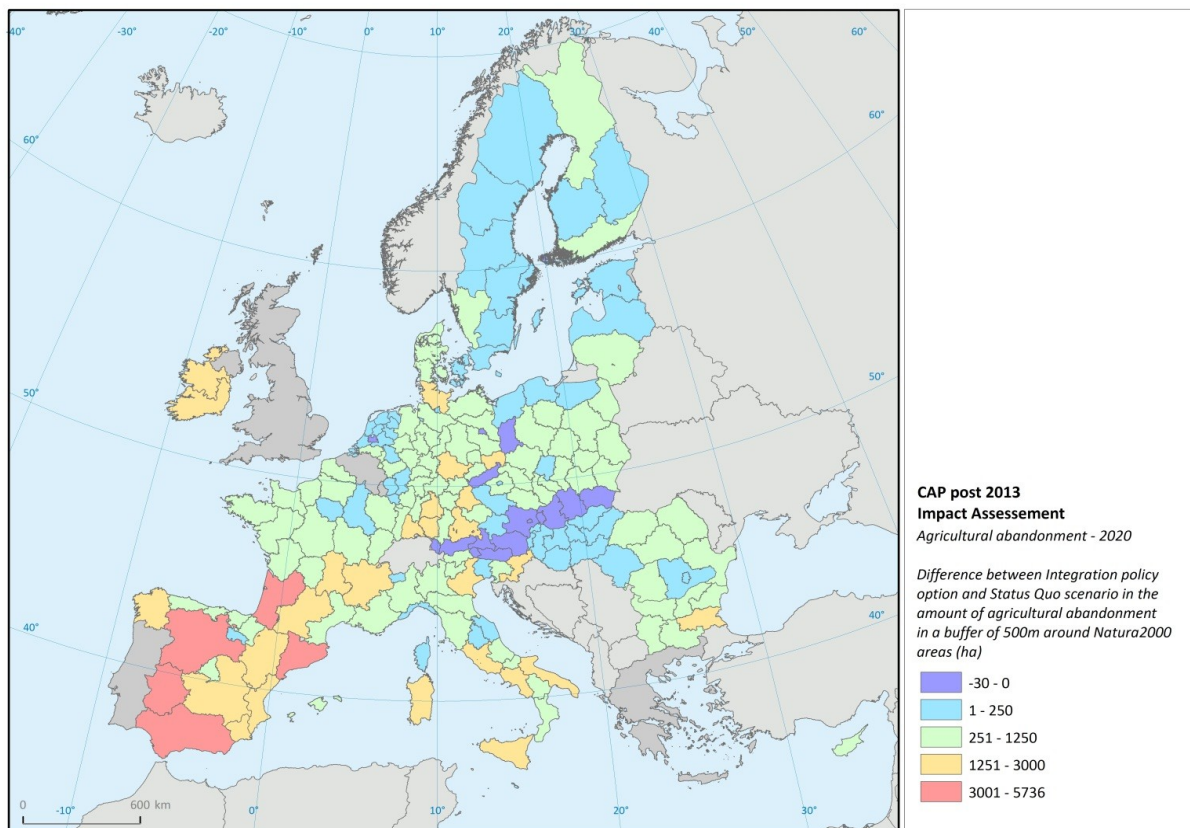 -40° -30° -20° -10° 0° 10° 20° 30° 40° 50° 60°
60°
60°
50°
50°
40°
40°
0 600 km
-10° 0° 10° 20° 30°
CAP post 2013
Impact Assessement
Agricultural abandonment - 2020
Difference between Integration policy
option and Status Quo scenario in the
amount of agricultural abandonment
in a buffer of 500m around Natura2000
areas (ha)
-30 - 0
1 - 250
251 - 1250
1251 - 3000
3001 - 5736